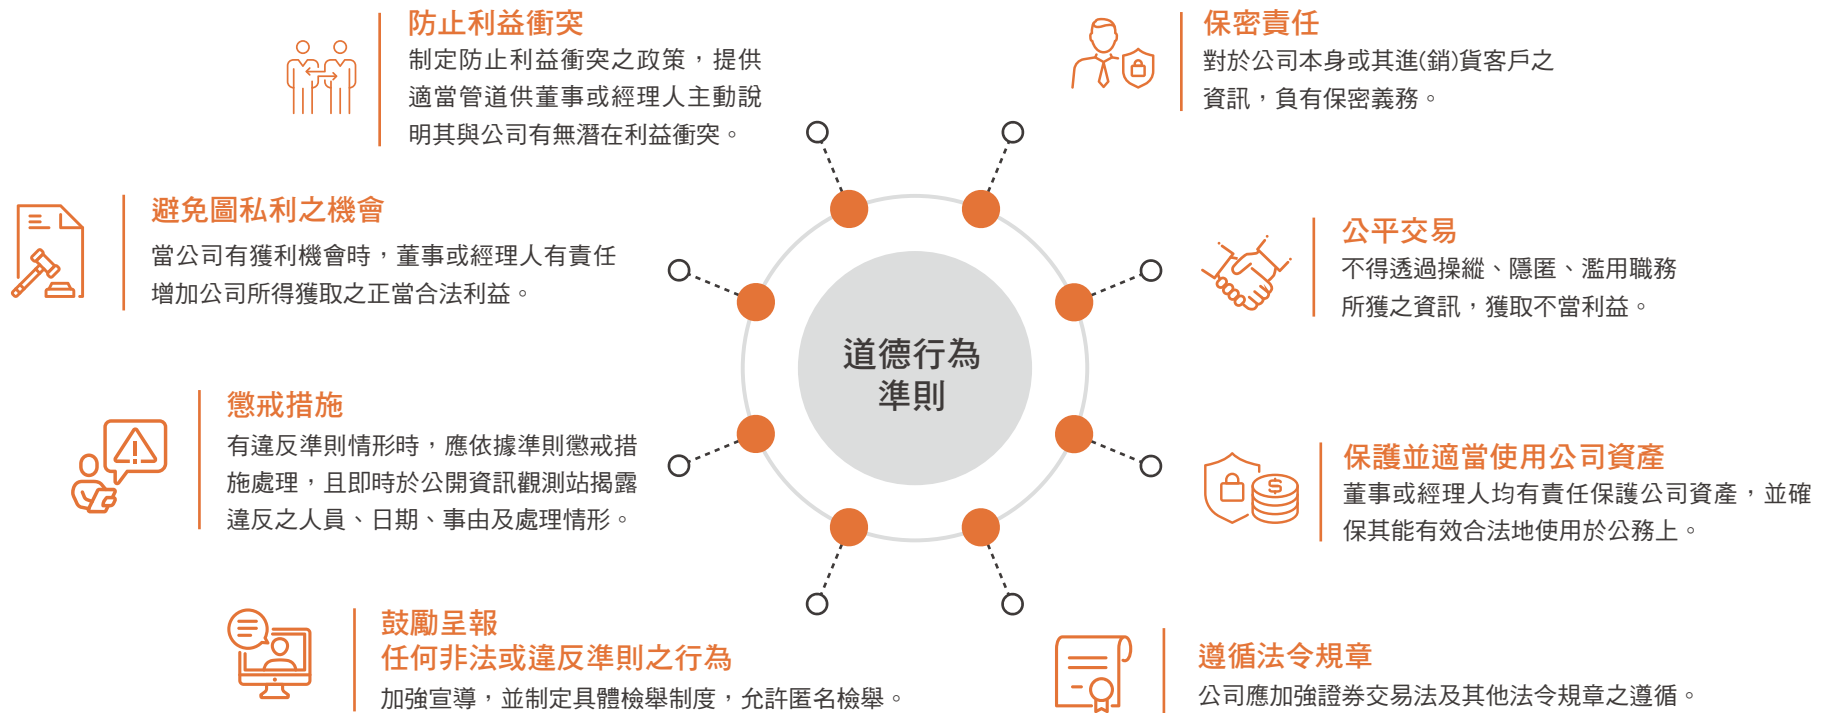 防止利益衝突
制定防止利益衝突之政策，提供
適當管道供董事或經理人主動說
明其與公司有無潛在利益衝突。
保密責任
對於公司本身或其進(銷)貨客戶之
資訊，負有保密義務。
避免圖私利之機會
當公司有獲利機會時，董事或經理人有責任
增加公司所得獲取之正當合法利益。
公平交易
不得透過操縱、隱匿、濫用職務
所獲之資訊，獲取不當利益。
道德行為
準則
懲戒措施
有違反準則情形時，應依據準則懲戒措
施處理，且即時於公開資訊觀測站揭露
違反之人員、日期、事由及處理情形。
保護並適當使用公司資產
董事或經理人均有責任保護公司資產，並確
保其能有效合法地使用於公務上。
鼓勵呈報
任何非法或違反準則之行為
加強宣導，並制定具體檢舉制度，允許匿名檢舉。
遵循法令規章
公司應加強證券交易法及其他法令規章之遵循。